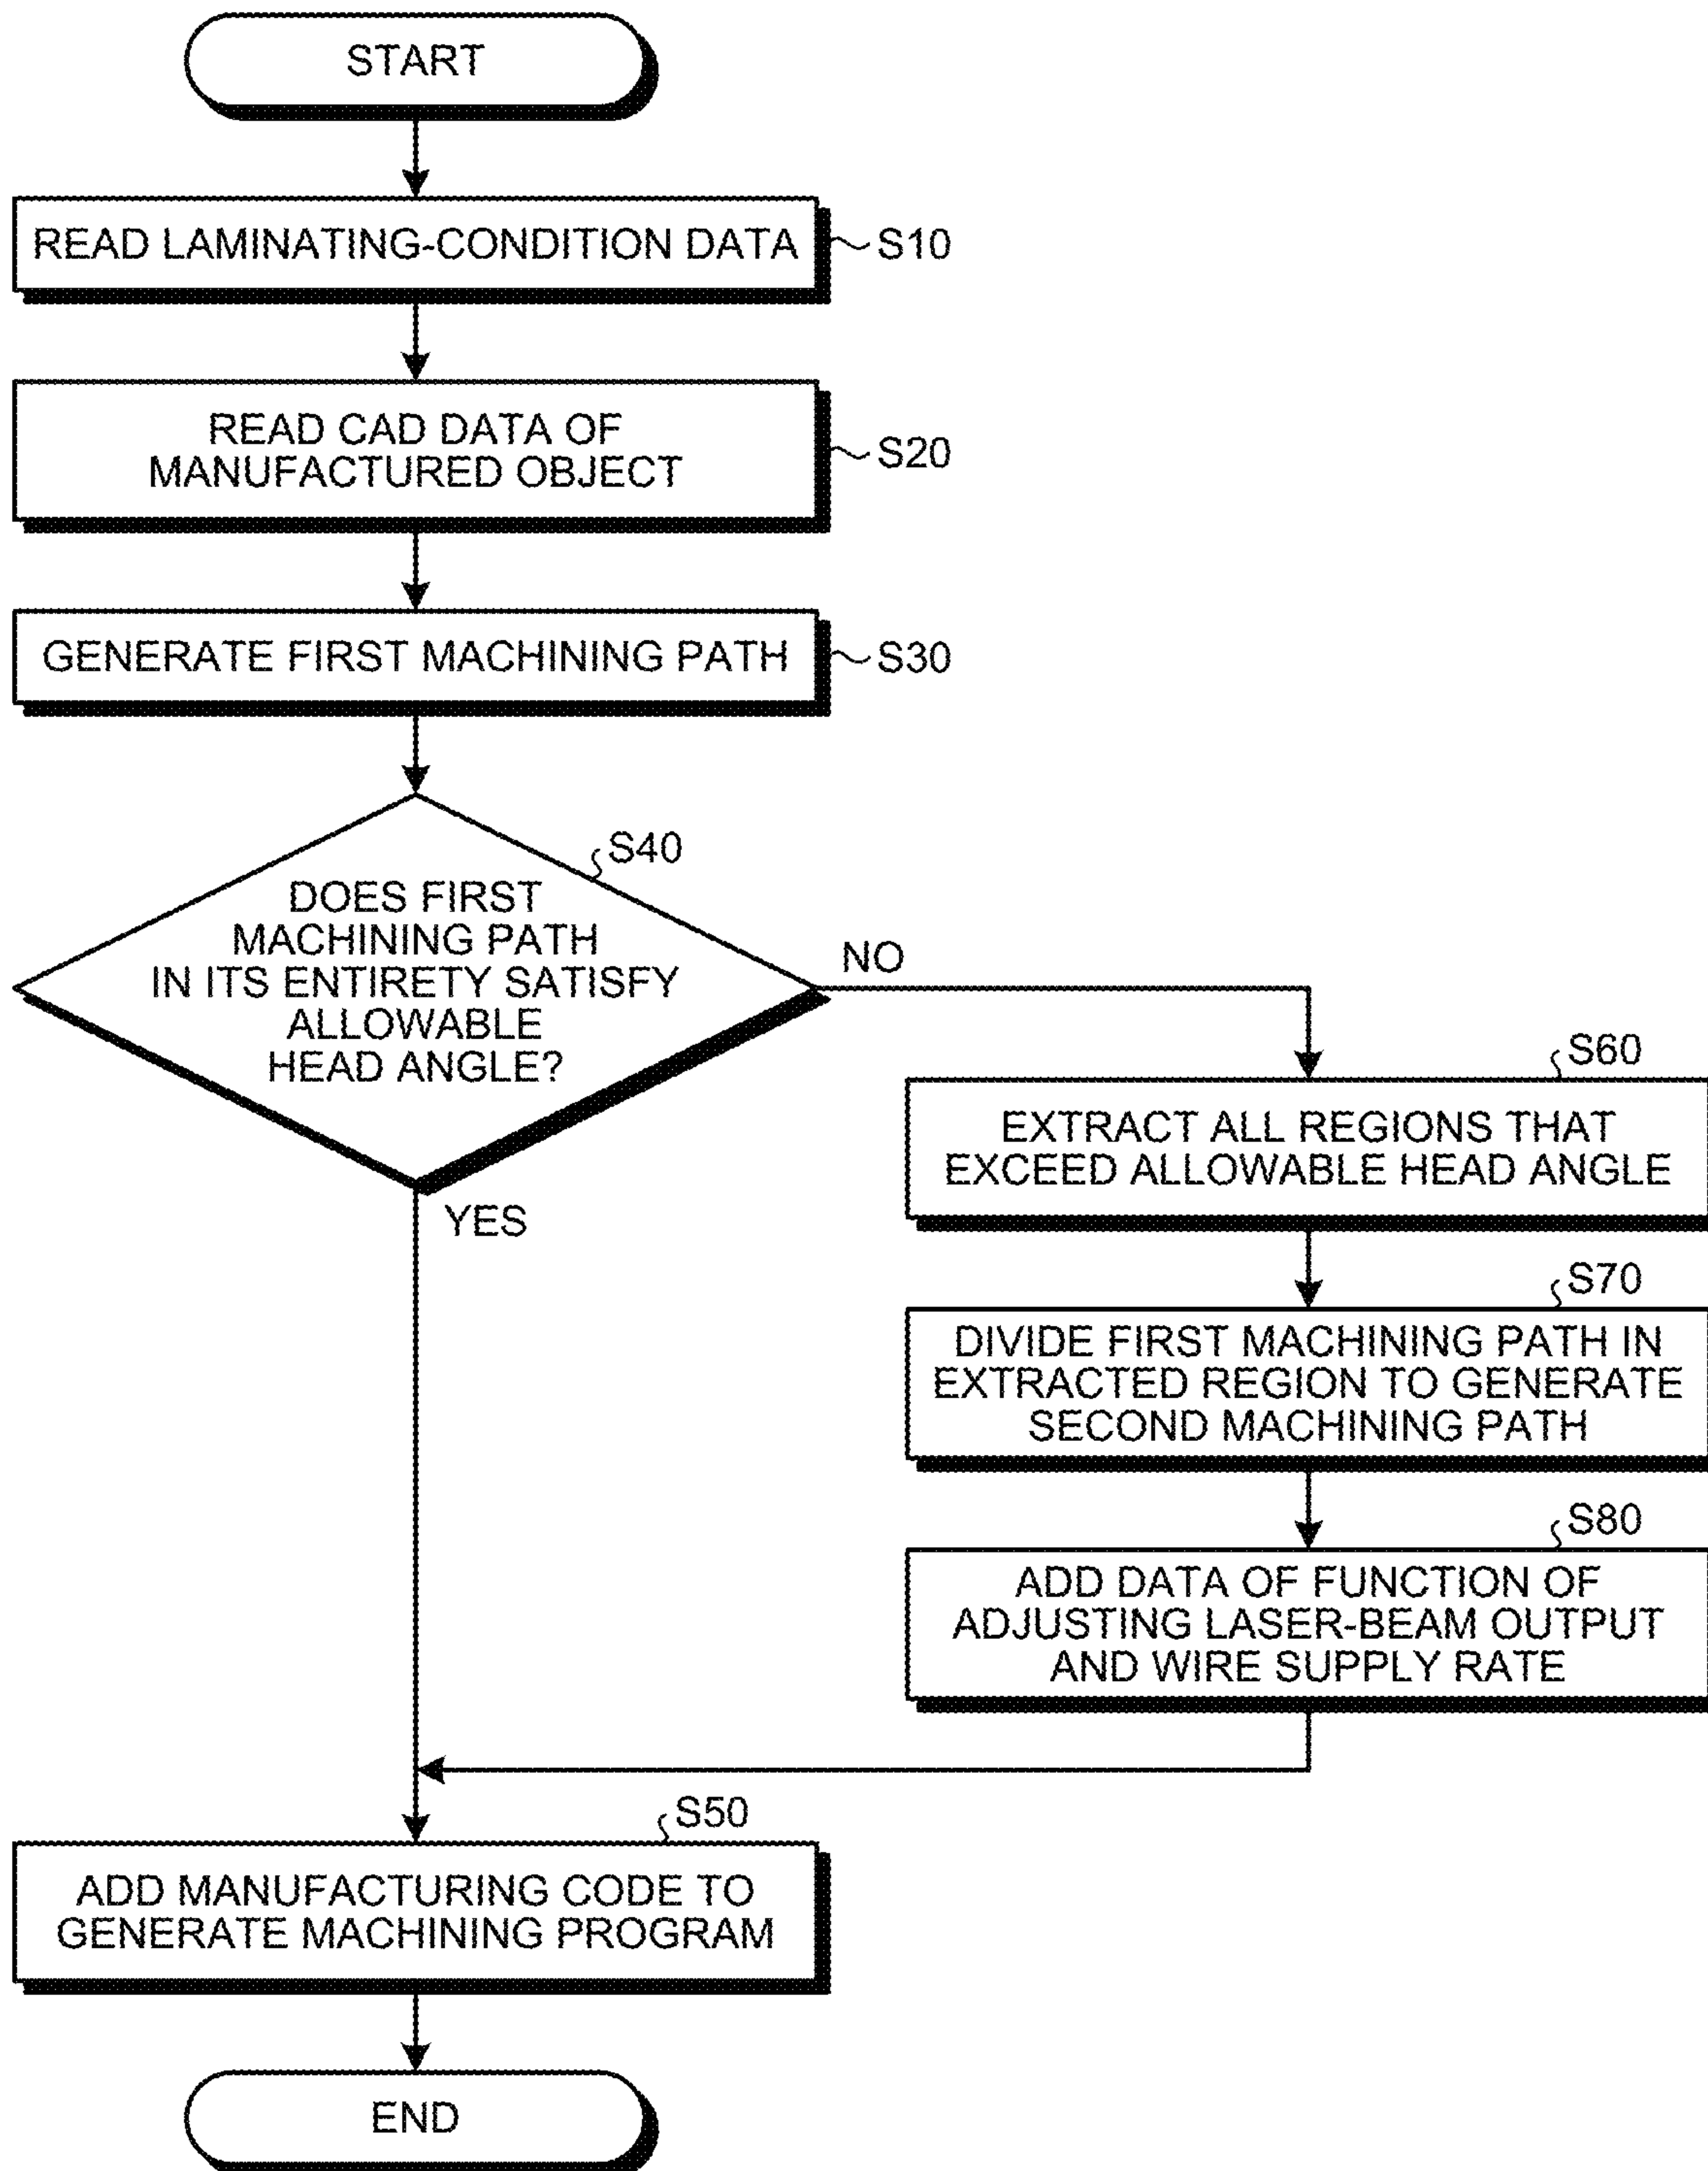 START
READ LAMINATING-CONDITION DATA
S10
READ CAD DATA OF
MANUFACTURED OBJECT
S20
GENERATE FIRST MACHINING PATH
S30
S40
DOES FIRST
MACHINING PATH
IN ITS ENTIRETY SATISFY
ALLOWABLE
HEAD ANGLE?
NO
YES
S60
EXTRACT ALL REGIONS THAT
EXCEED ALLOWABLE HEAD ANGLE
S70
DIVIDE FIRST MACHINING PATH IN
EXTRACTED REGION TO GENERATE
SECOND MACHINING PATH
S80
ADD DATA OF FUNCTION OF
ADJUSTING LASER-BEAM OUTPUT
AND WIRE SUPPLY RATE
S50
ADD MANUFACTURING CODE TO
GENERATE MACHINING PROGRAM
END